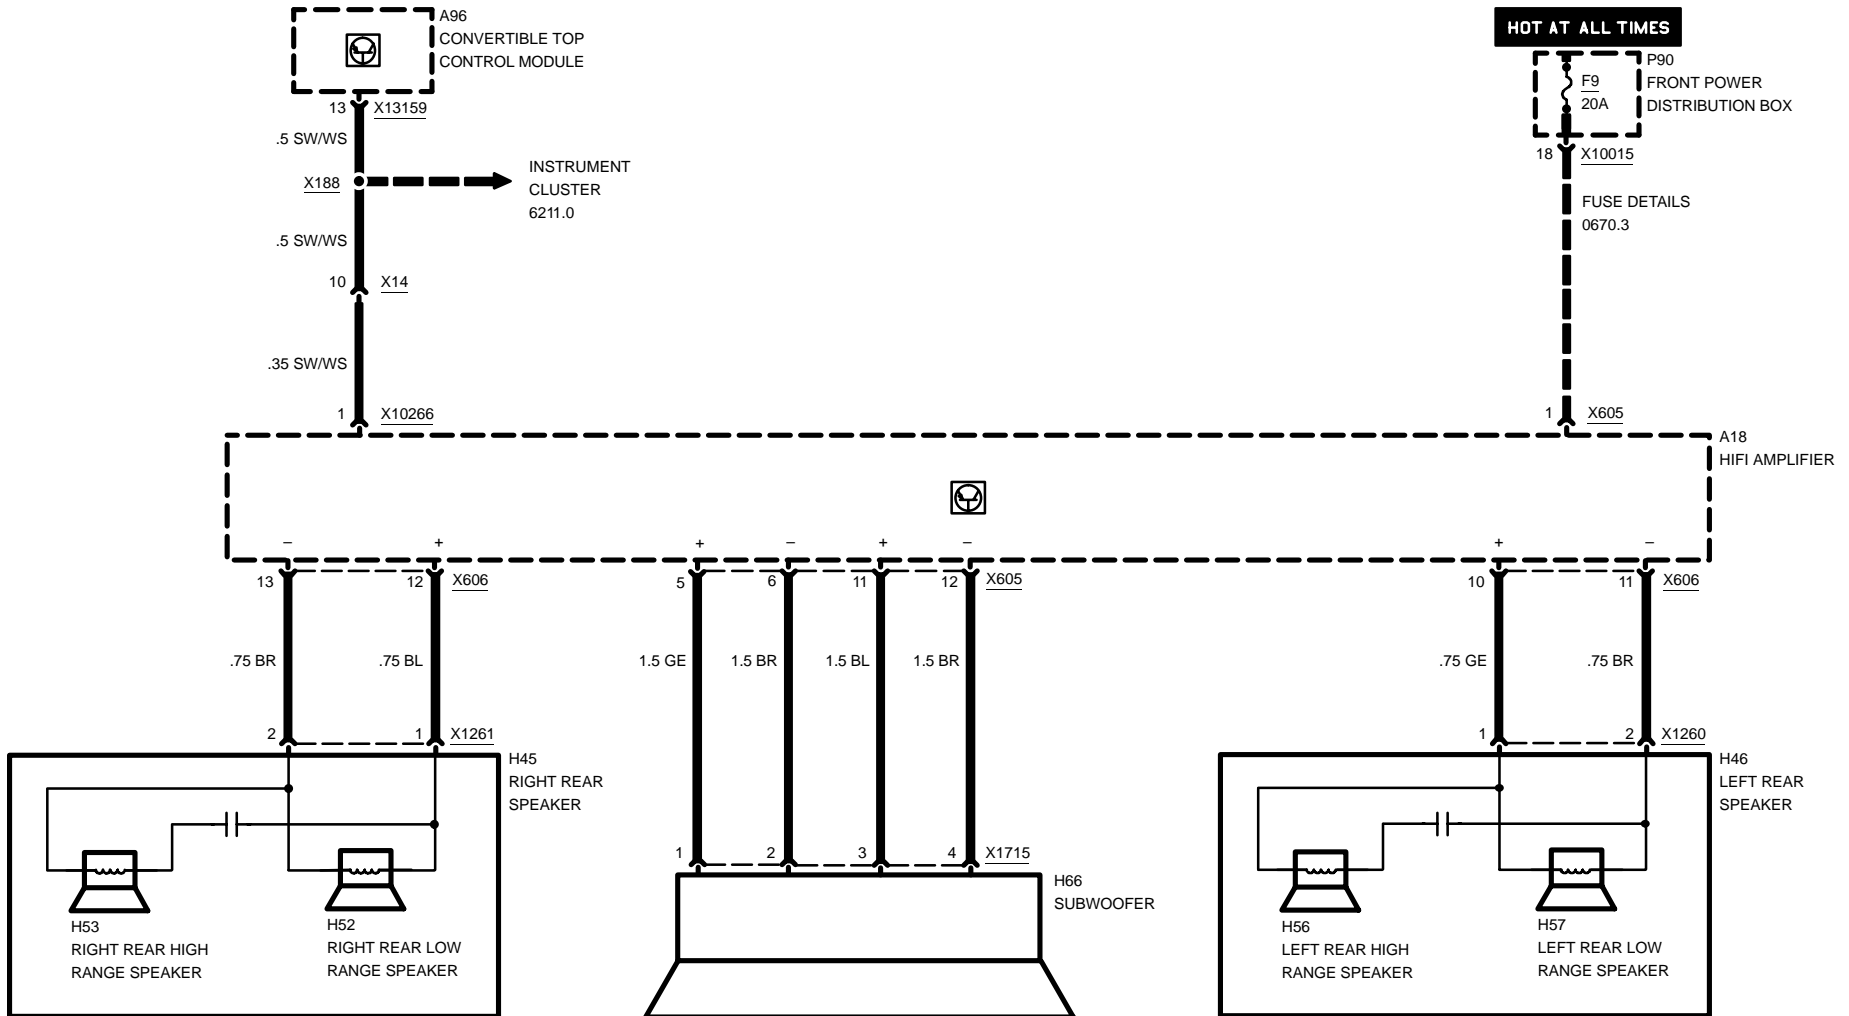 A96
CONVERTIBLE TOP
CONTROL MODULE
13 X13159
.5 SW/WS
X188
INSTRUMENT
CLUSTER
6211.0
.5 SW/WS
10 X14
.35 SW/WS
1 X10266
HOT AT ALL TIMES
P90
FRONT POWER
DISTRIBUTION BOX
F9
20A
18 X10015
FUSE DETAILS
0670.3
1 X605
A18
HIFI AMPLIFIER
– + + – + – + –
13 12 X606 5 6 11 12 X605 10 11 X606
.75 BR .75 BL 1.5 GE 1.5 BR 1.5 BL 1.5 BR .75 GE .75 BR
2 1 X1261
1 2 X1260
H45
RIGHT REAR
SPEAKER
H46
LEFT REAR
SPEAKER
1 2 3 4 X1715
H66
SUBWOOFER
H53
RIGHT REAR HIGH
RANGE SPEAKER
H52
RIGHT REAR LOW
RANGE SPEAKER
H56
LEFT REAR HIGH
RANGE SPEAKER
H57
LEFT REAR LOW
RANGE SPEAKER